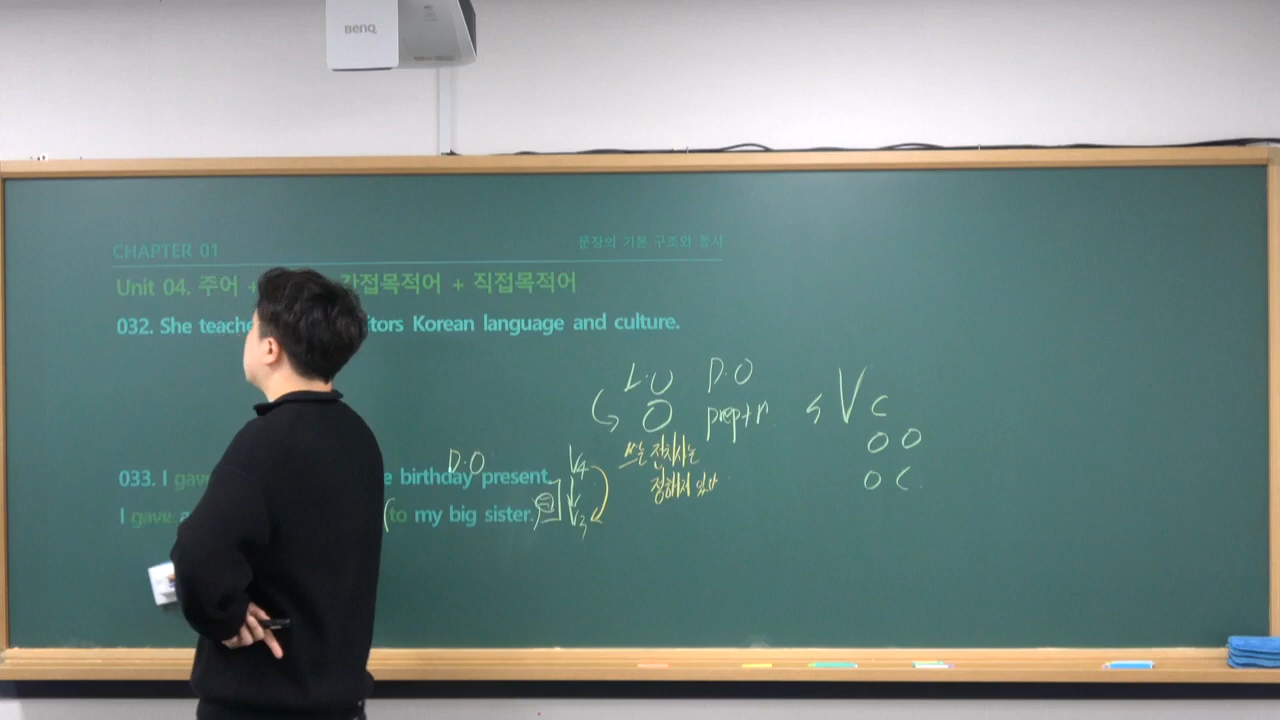 BenQ
CHAPTER 01
문장의 기본 구조와 동사
Unit 04. 주어 + 간접목적어 + 직접목적어
032. She teache tors Korean language and culture.
I.O D.O
O prep+n.
S V C
O O
O C.
쓰는 전치사는
정해져 있다
D.O
033. I gave e birthday present.
V4
I gave a (to my big sister.)
V3